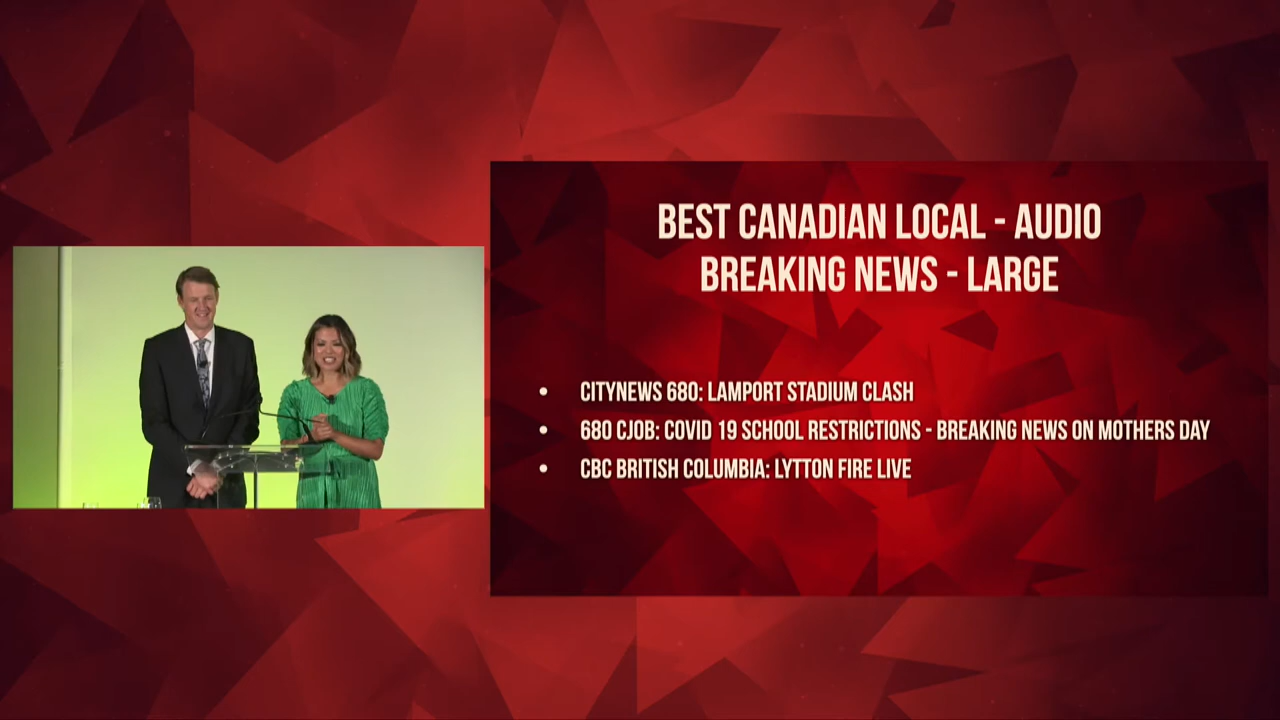 BEST CANADIAN LOCAL - AUDIO
BREAKING NEWS - LARGE
• CITYNEWS 680: LAMPORT STADIUM CLASH
• 680 CJOB: COVID 19 SCHOOL RESTRICTIONS - BREAKING NEWS ON MOTHERS DAY
• CBC BRITISH COLUMBIA: LYTTON FIRE LIVE